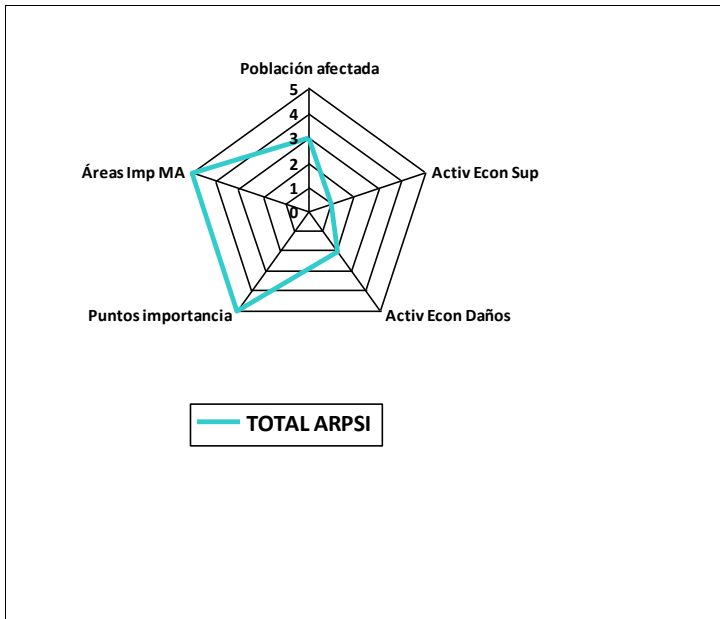 Población afectada
5
4
3
2
1
0
Áreas Imp MA
Activ Econ Sup
Puntos importancia
Activ Econ Daños
TOTAL ARPSI